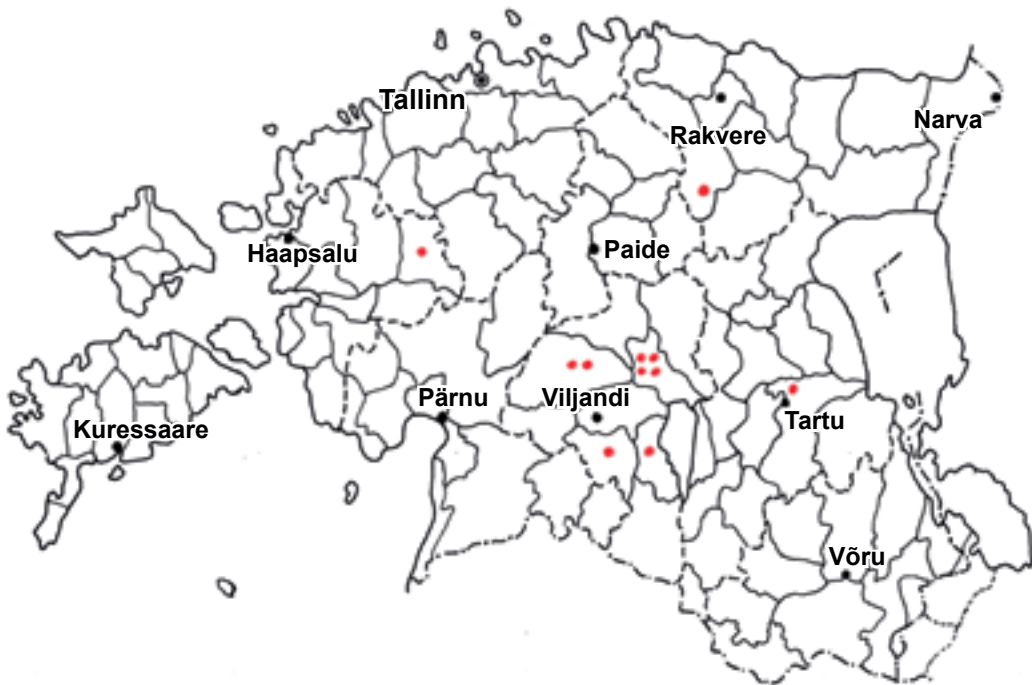 Tallinn
Narva
Rakvere
Haapsalu
Paide
Pärnu
Viljandi
Tartu
Kuressaare
Võru